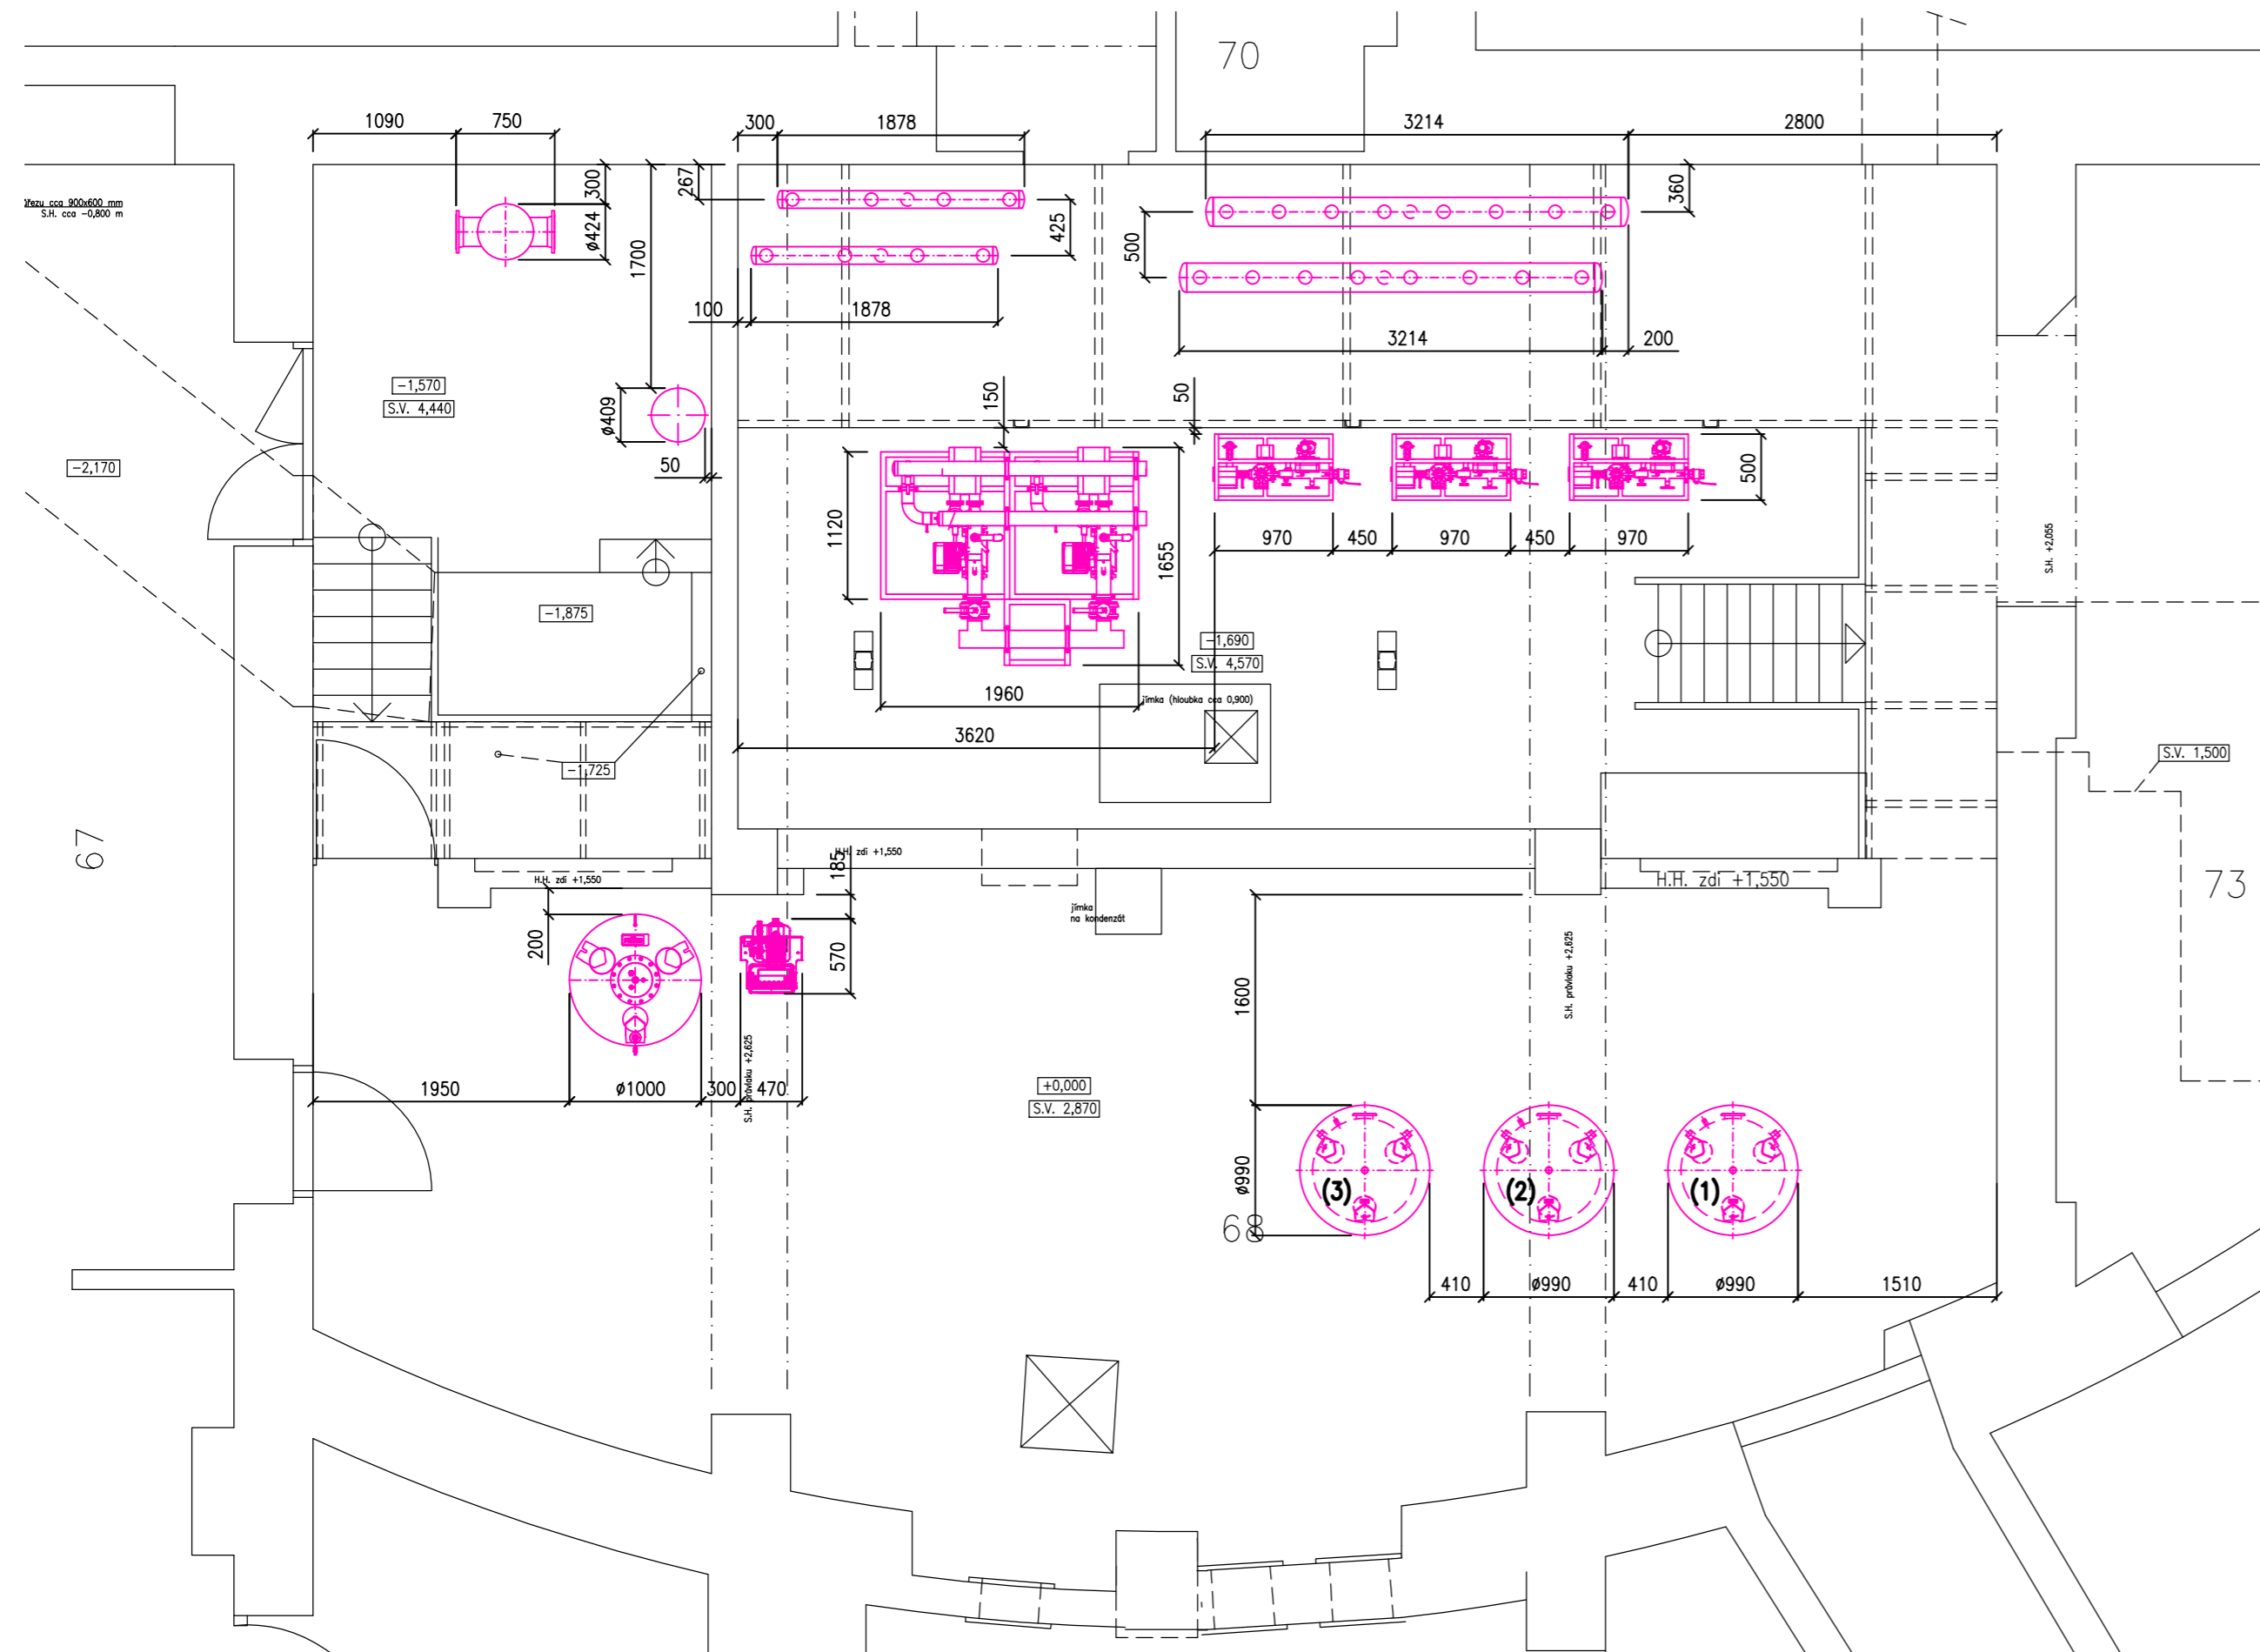 70
1090
750
300
1878
3214
2800
267
300
360
řezu cca 900x600 mm
S.H. cca -0,800 m
ø424
1700
425
500
100
1878
3214
200
-1,570
S.V. 4,440
ø409
150
50
-2,170
50
500
1120
1655
970
450
970
450
970
S.H. +2,055
-1,875
-1,690
S.V. 4,570
1960
jímka (hloubka cca 0,900)
3620
-1,725
S.V. 1,500
67
H.H. zdi +1,550
185
H.H. zdi +1,550
H.H. zdi +1,550
73
jímka
na kondenzát
200
570
S.H. průvlaku +2,625
1600
S.H. průvlaku +2,625
1950
ø1000
300
470
+0,000
S.V. 2,870
ø990
(3)
(2)
(1)
68
410
ø990
410
ø990
1510